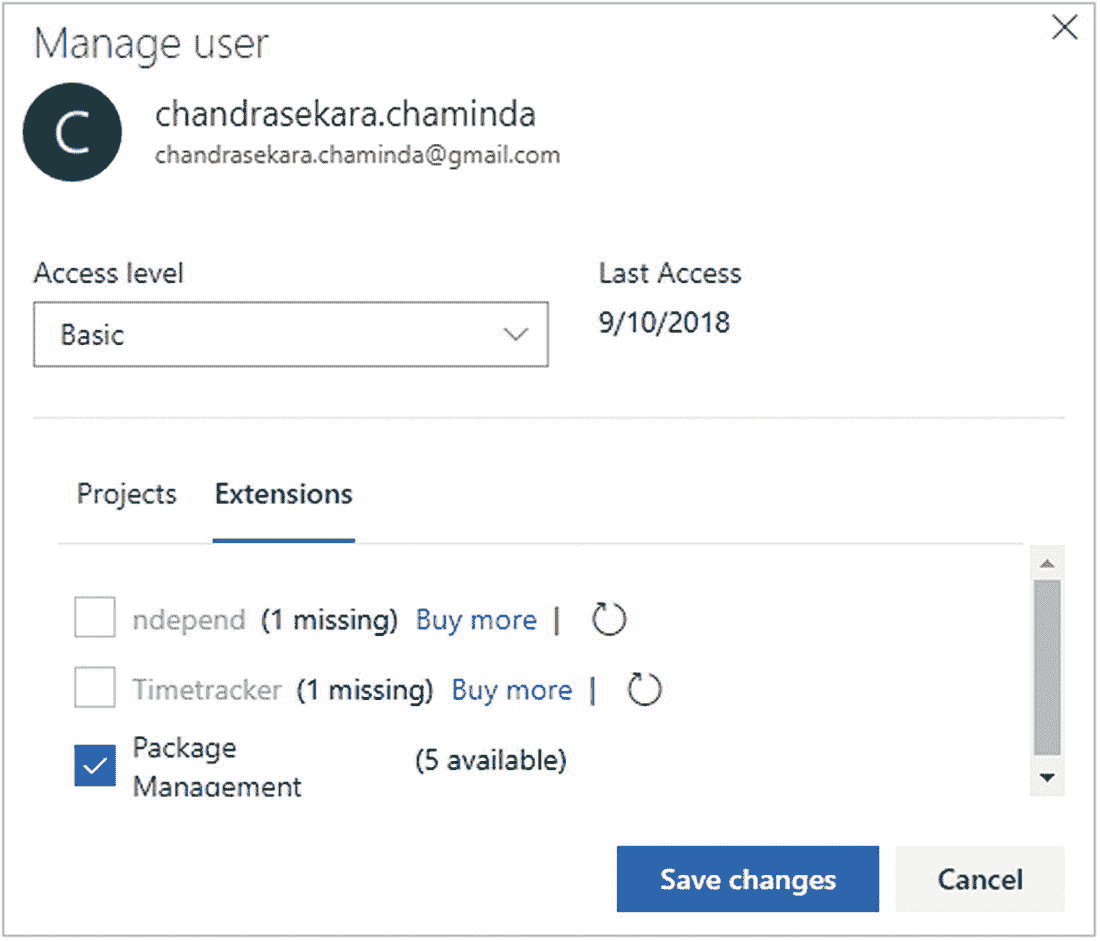 Manage user
C
chandrasekara.chaminda
chandrasekara.chaminda@gmail.com
Access level
Last Access
Basic
9/10/2018
Projects Extensions
ndepend (1 missing) Buy more |
Timetracker (1 missing) Buy more |
Package
Management
(5 available)
Save changes Cancel